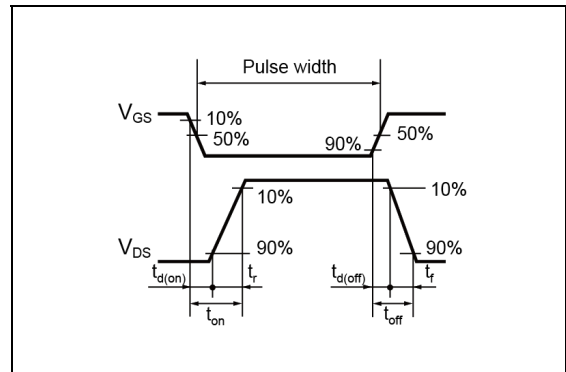 Pulse width
VGS
10%
50%
90%
50%
10%
10%
VDS
90%
90%
td(on)
tr
td(off)
tf
ton
toff